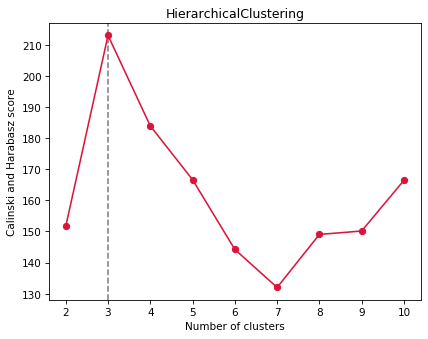 HierarchicalClustering
Calinski and Harabasz score
210
200
190
180
170
160
150
140
130
2 3 4 5 6 7 8 9 10
Number of clusters